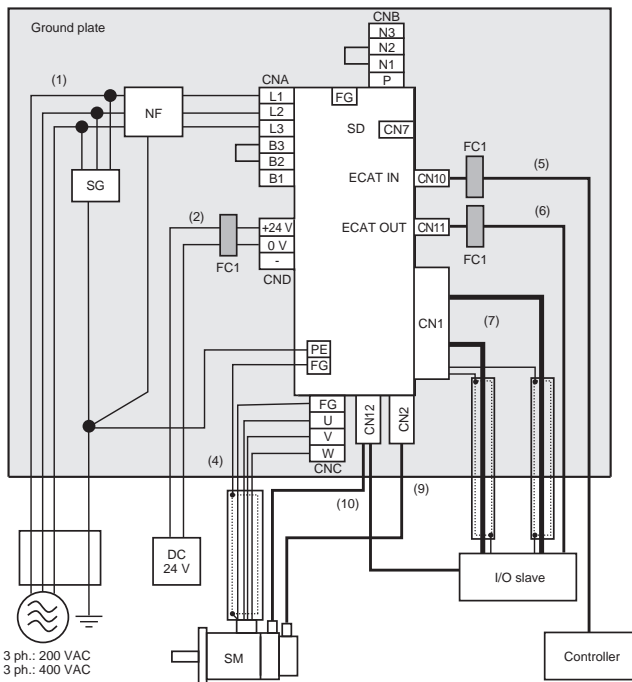 Ground plate
CNB
N3
N2
N1
P
(1)
CNA
L1
L2
L3
B3
B2
B1
FG
SD
CN7
NF
SG
ECAT IN
CN10
FC1
(5)
(2)
+24 V
0 V
-
CND
FC1
ECAT OUT
CN11
FC1
(6)
CN1
(7)
PE
FG
FG
U
V
W
CNC
CN12
CN2
(4)
(10)
(9)
DC
24 V
I/O slave
SM
Controller
3 ph.: 200 VAC
3 ph.: 400 VAC